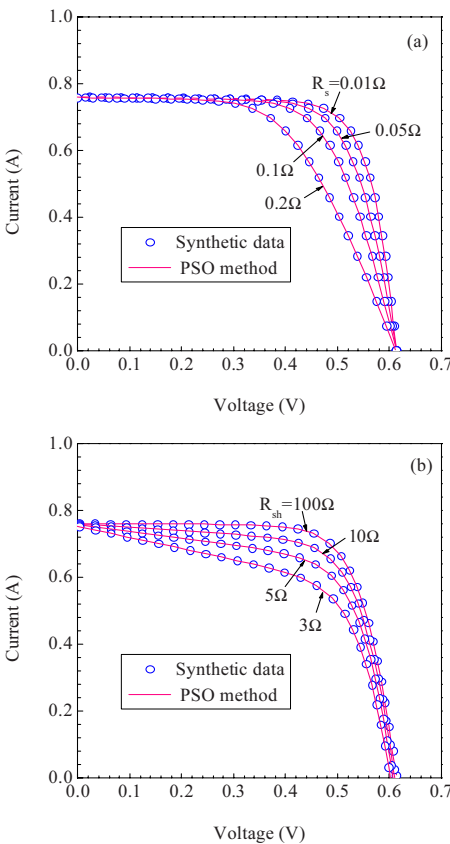 1.0
(a)
R_s=0.01Ω
0.8
0.05Ω
0.6
0.1Ω
0.2Ω
0.4
Current (A)
Synthetic data
PSO method
0.2
0.0
0.0 0.1 0.2 0.3 0.4 0.5 0.6 0.7
Voltage (V)
1.0
(b)
R_sh=100Ω
0.8
10Ω
0.6
5Ω
3Ω
0.4
Current (A)
Synthetic data
PSO method
0.2
0.0
0.0 0.1 0.2 0.3 0.4 0.5 0.6 0.7
Voltage (V)